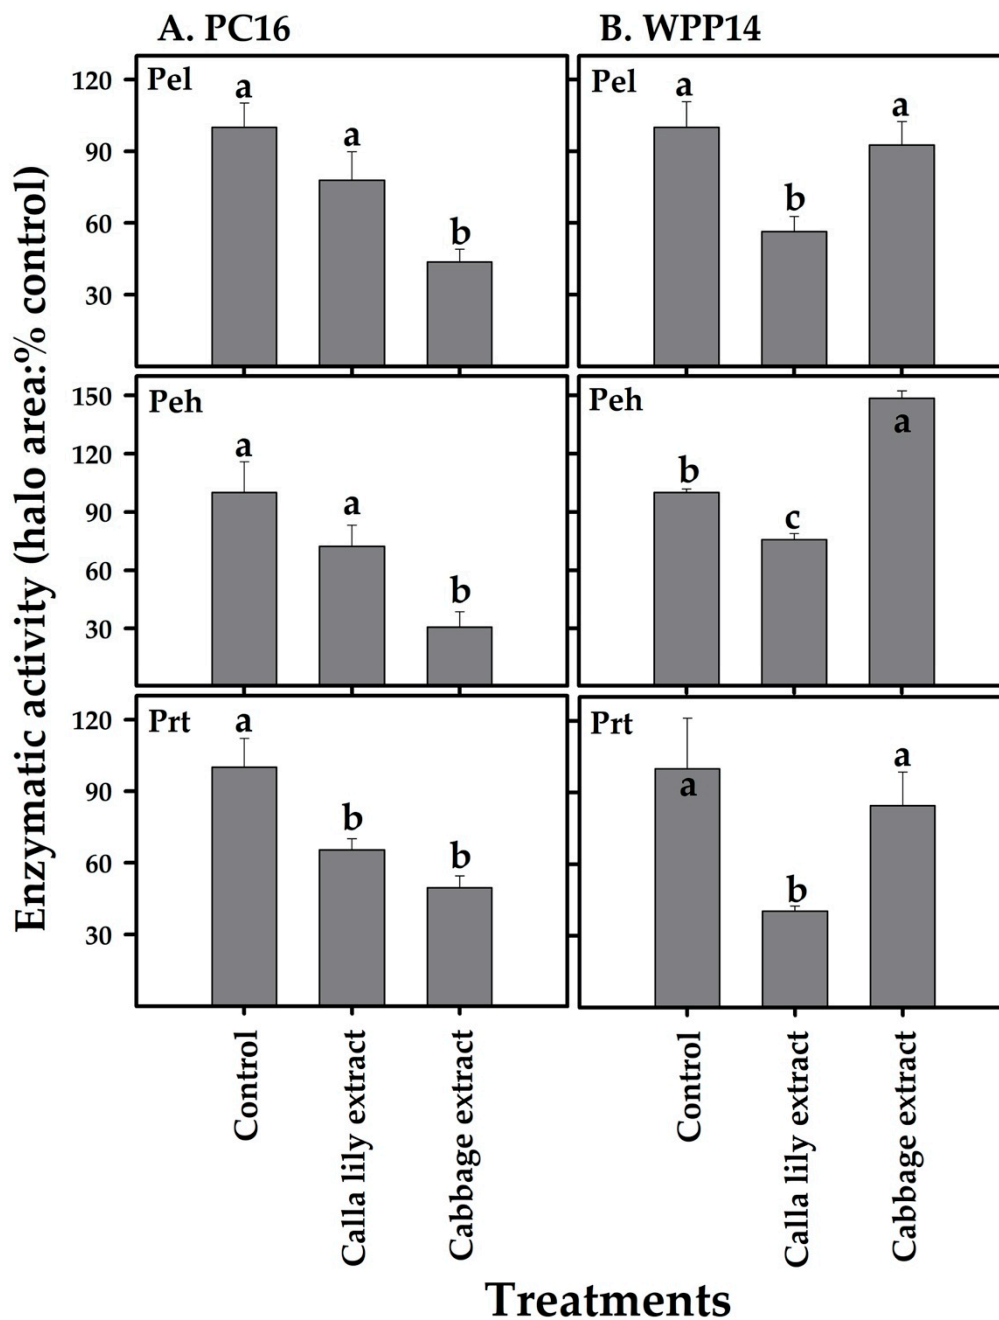 A. PC16
B. WPP14
Enzymatic activity (halo area:% control)
Pel
120
90
60
30
a
a
b
Pel
a
b
a
Peh
150
120
90
60
30
a
a
b
Peh
b
c
a
Prt
120
90
60
30
a
b
b
Prt
a
b
a
Control
Calla lily extract
Cabbage extract
Control
Calla lily extract
Cabbage extract
Treatments